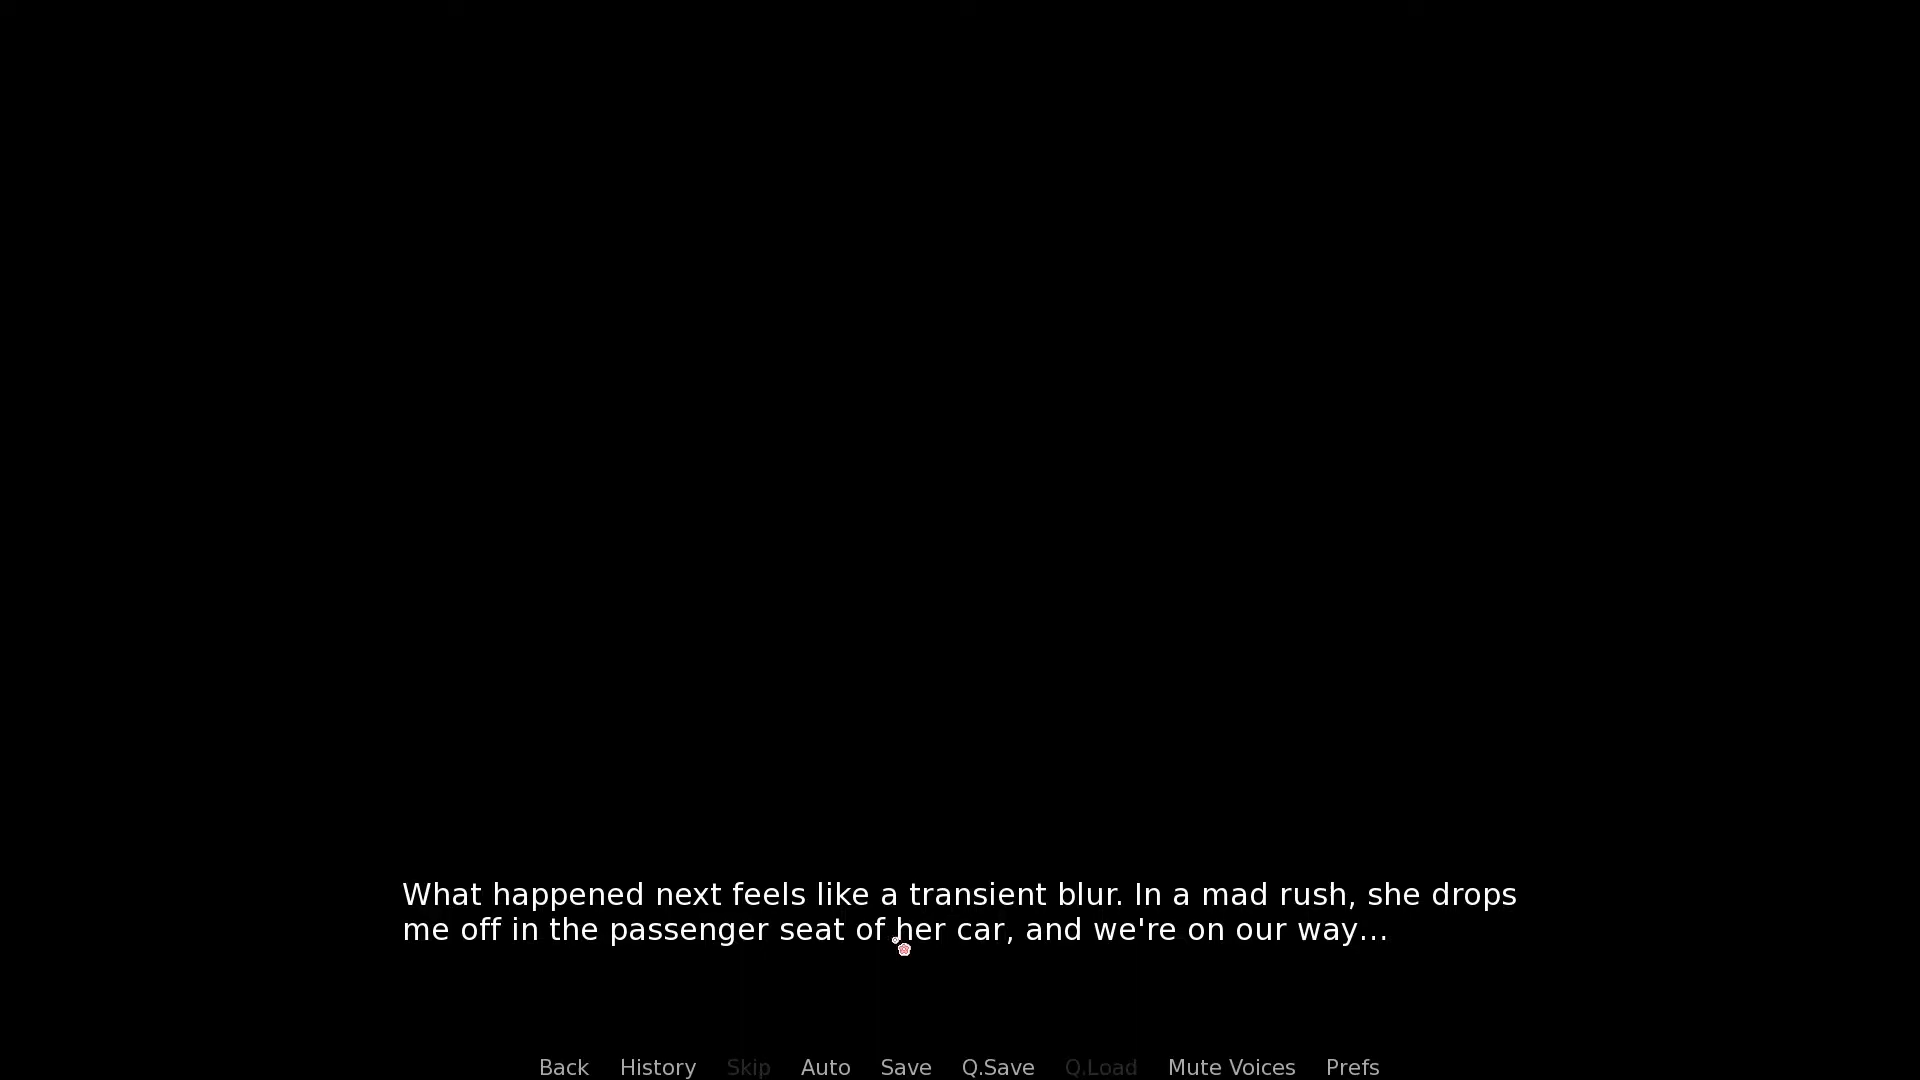 What happened next feels like a transient blur. In a mad rush, she drops
me off in the passenger seat of her car, and we're on our way...
Back History Skip Auto Save Q.Save Q.Load Mute Voices Prefs